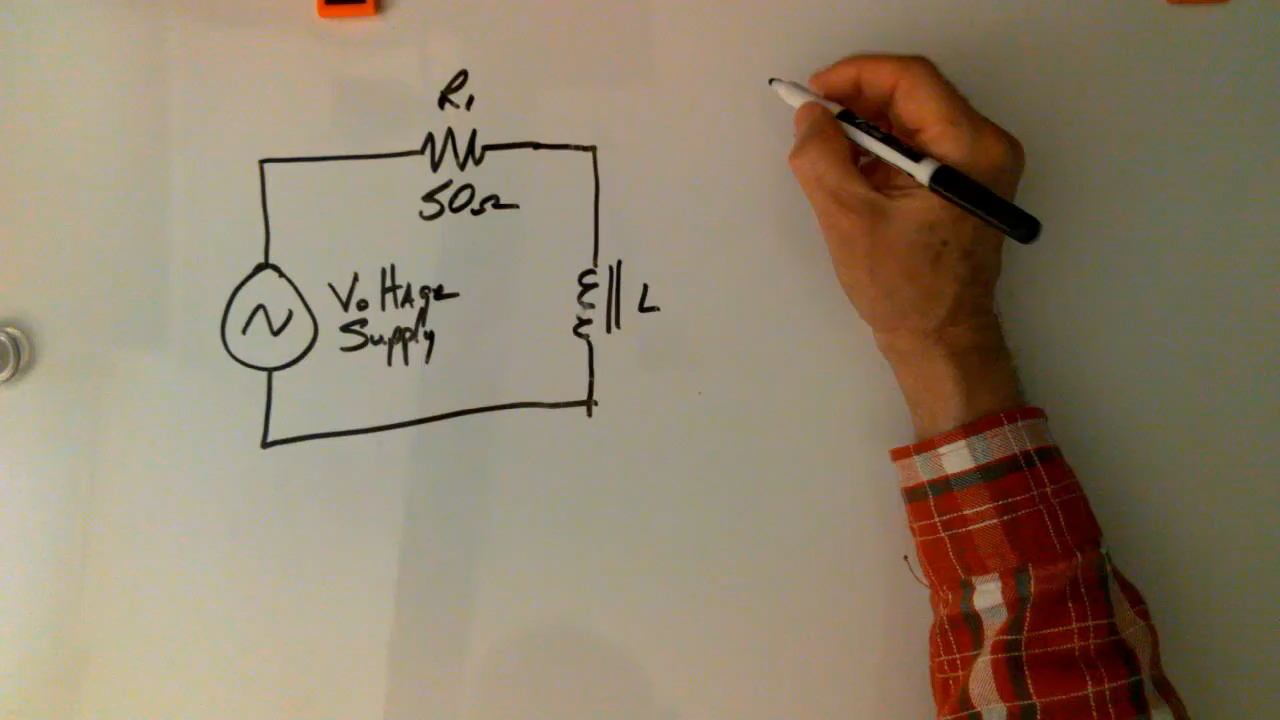 R1
50Ω
Voltage
Supply
L